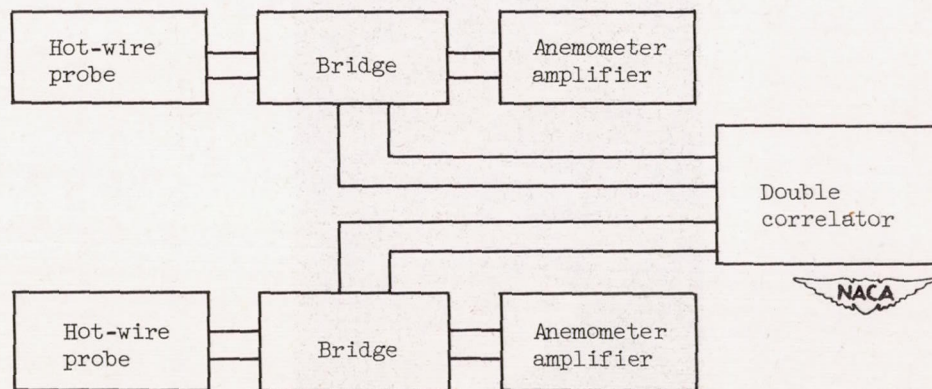 Hot-wire
probe
Bridge
Anemometer
amplifier
Double
correlator
NACA
Hot-wire
probe
Bridge
Anemometer
amplifier